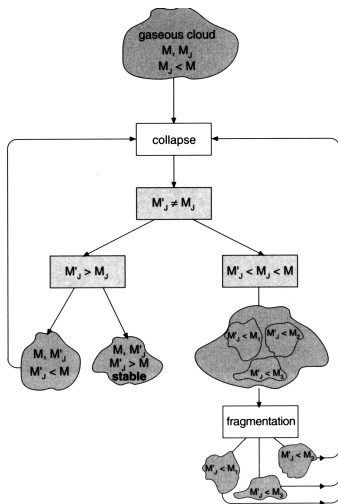 gaseous cloud
M, M_J
M_J < M
collapse
M'_J ≠ M_J
M'_J > M_J
M'_J < M_J < M
M, M'_J
M'_J < M
M, M'_J
M'_J > M
stable
M'_J < M_1
M'_J < M_2
M'_J < M_3
fragmentation
M'_J < M_1
M'_J < M_2
M'_J < M_3